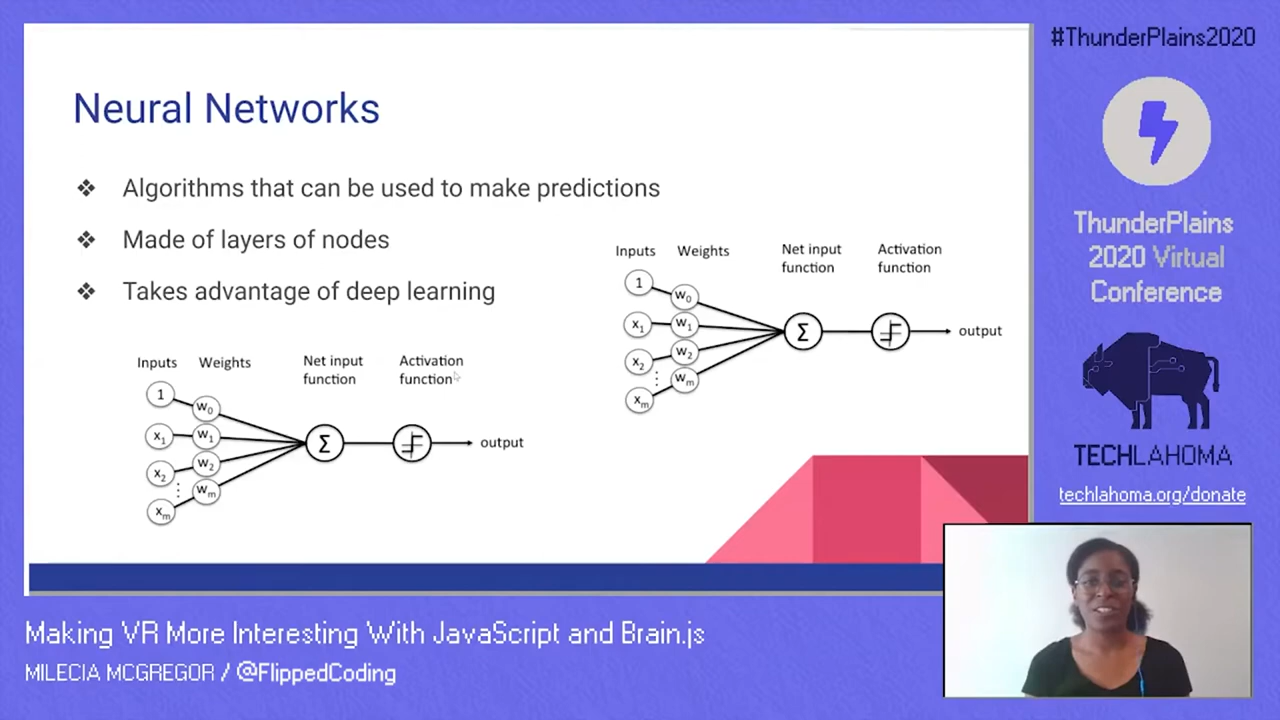 Neural Networks
❖ Algorithms that can be used to make predictions
❖ Made of layers of nodes
❖ Takes advantage of deep learning
Inputs Weights Net input function Activation function
1 w0
x1 w1
x2 w2
⋮ wm
xm
Σ
output
Inputs Weights Net input function Activation function
1 w0
x1 w1
x2 w2
⋮ wm
xm
Σ
output
#ThunderPlains2020
ThunderPlains
2020 Virtual
Conference
TECHLAHOMA
techlahoma.org/donate
Making VR More Interesting With JavaScript and Brain.js
MILECIA MCGREGOR / @FlippedCoding